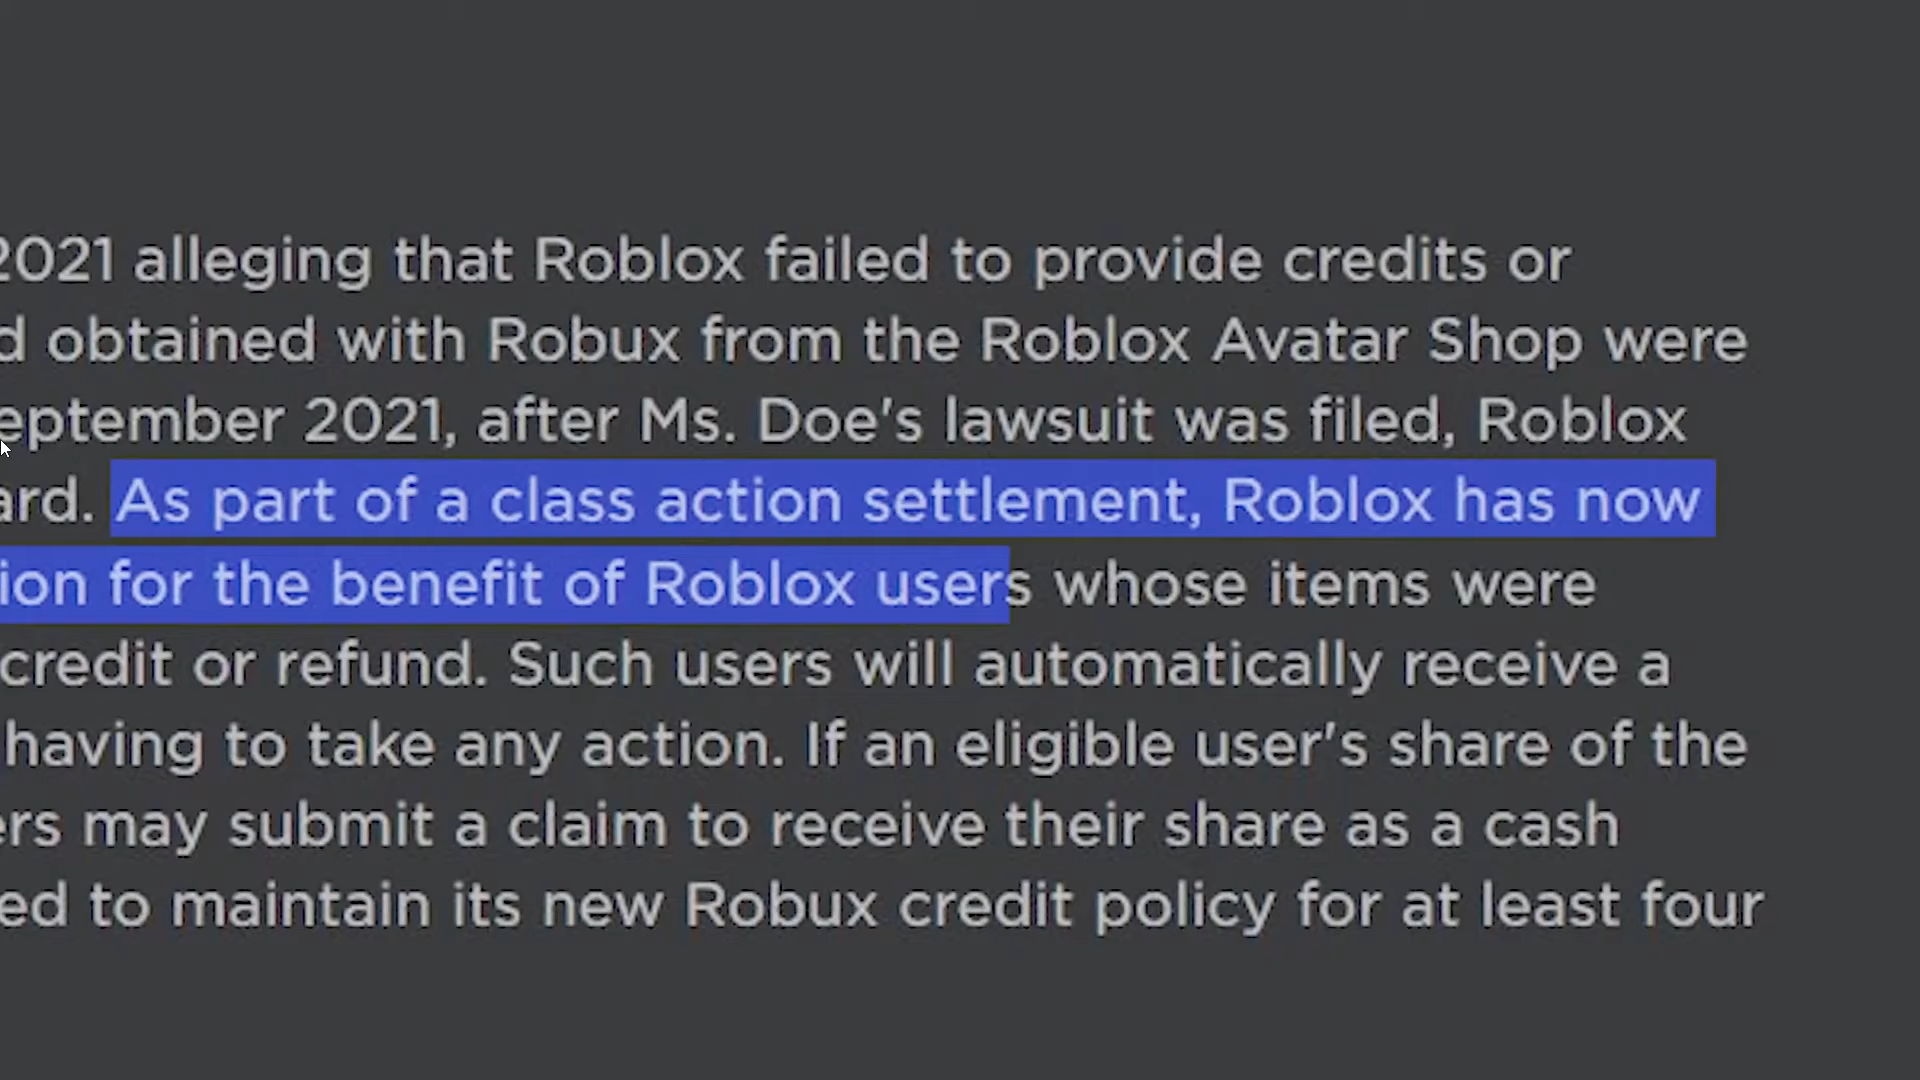 2021 alleging that Roblox failed to provide credits or
d obtained with Robux from the Roblox Avatar Shop were
eptember 2021, after Ms. Doe's lawsuit was filed, Roblox
ard. As part of a class action settlement, Roblox has now
ion for the benefit of Roblox users whose items were
credit or refund. Such users will automatically receive a
having to take any action. If an eligible user's share of the
ers may submit a claim to receive their share as a cash
ed to maintain its new Robux credit policy for at least four